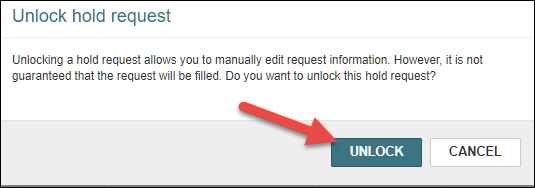 Unlock hold request
Unlocking a hold request allows you to manually edit request information. However, it is not
guaranteed that the request will be filled. Do you want to unlock this hold request?
UNLOCK CANCEL